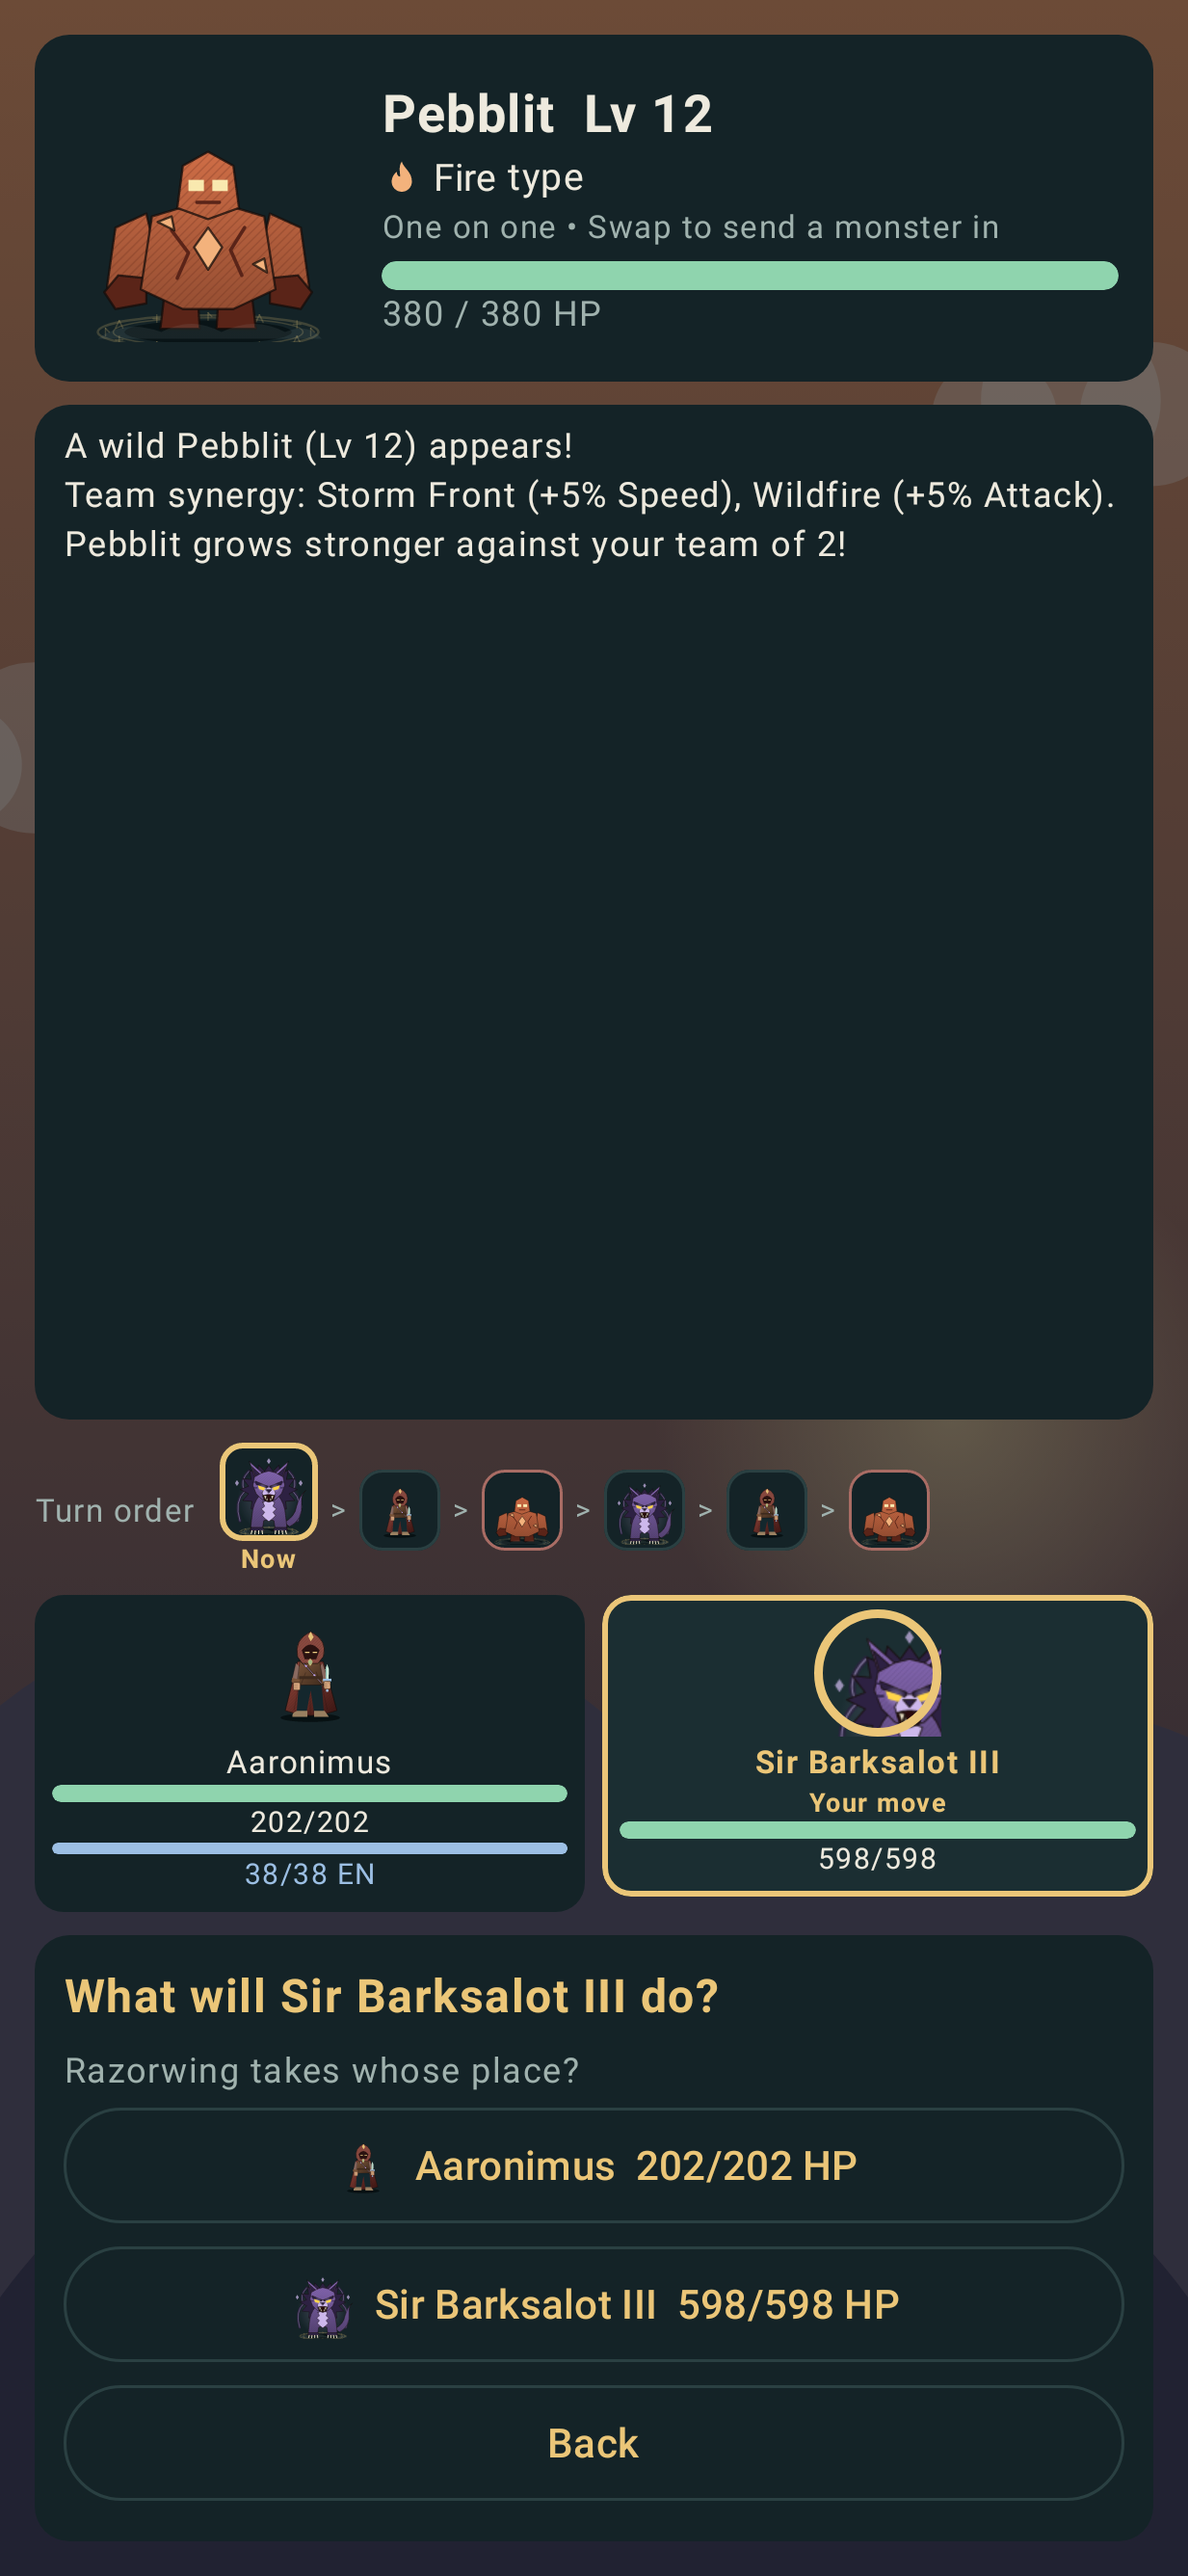 Pebblit Lv 12
Fire type
One on one • Swap to send a monster in
380 / 380 HP
A wild Pebblit (Lv 12) appears!
Team synergy: Storm Front (+5% Speed), Wildfire (+5% Attack).
Pebblit grows stronger against your team of 2!
Turn order > > > > >
Now
Aaronimus
202/202
38/38 EN
Sir Barksalot III
Your move
598/598
What will Sir Barksalot III do?
Razorwing takes whose place?
Aaronimus 202/202 HP
Sir Barksalot III 598/598 HP
Back